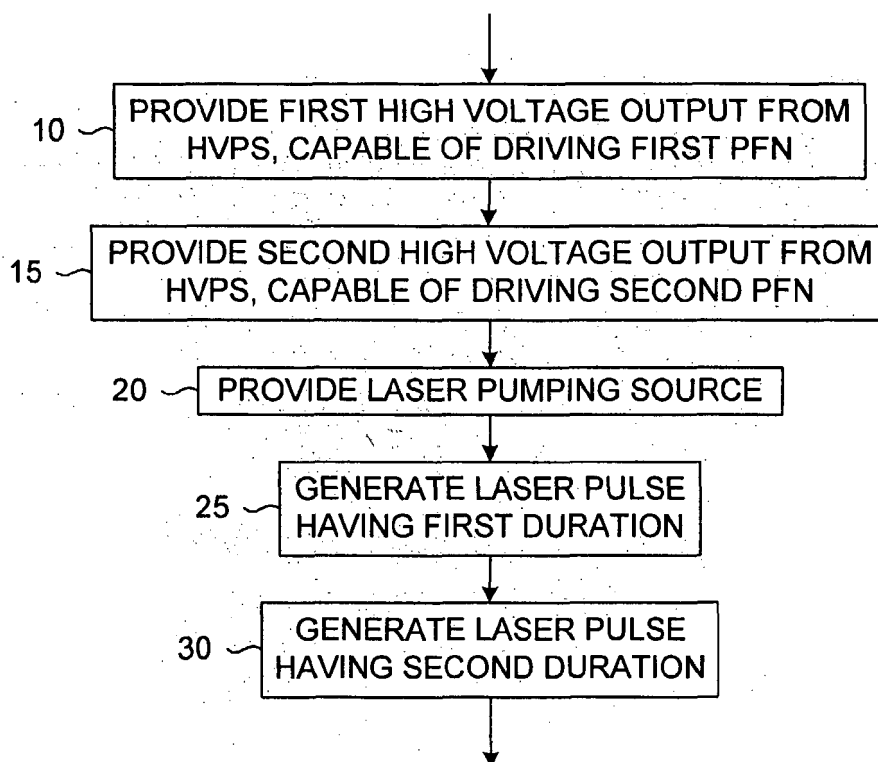 10
PROVIDE FIRST HIGH VOLTAGE OUTPUT FROM
HVPS, CAPABLE OF DRIVING FIRST PFN
15
PROVIDE SECOND HIGH VOLTAGE OUTPUT FROM
HVPS, CAPABLE OF DRIVING SECOND PFN
20
PROVIDE LASER PUMPING SOURCE
25
GENERATE LASER PULSE
HAVING FIRST DURATION
30
GENERATE LASER PULSE
HAVING SECOND DURATION